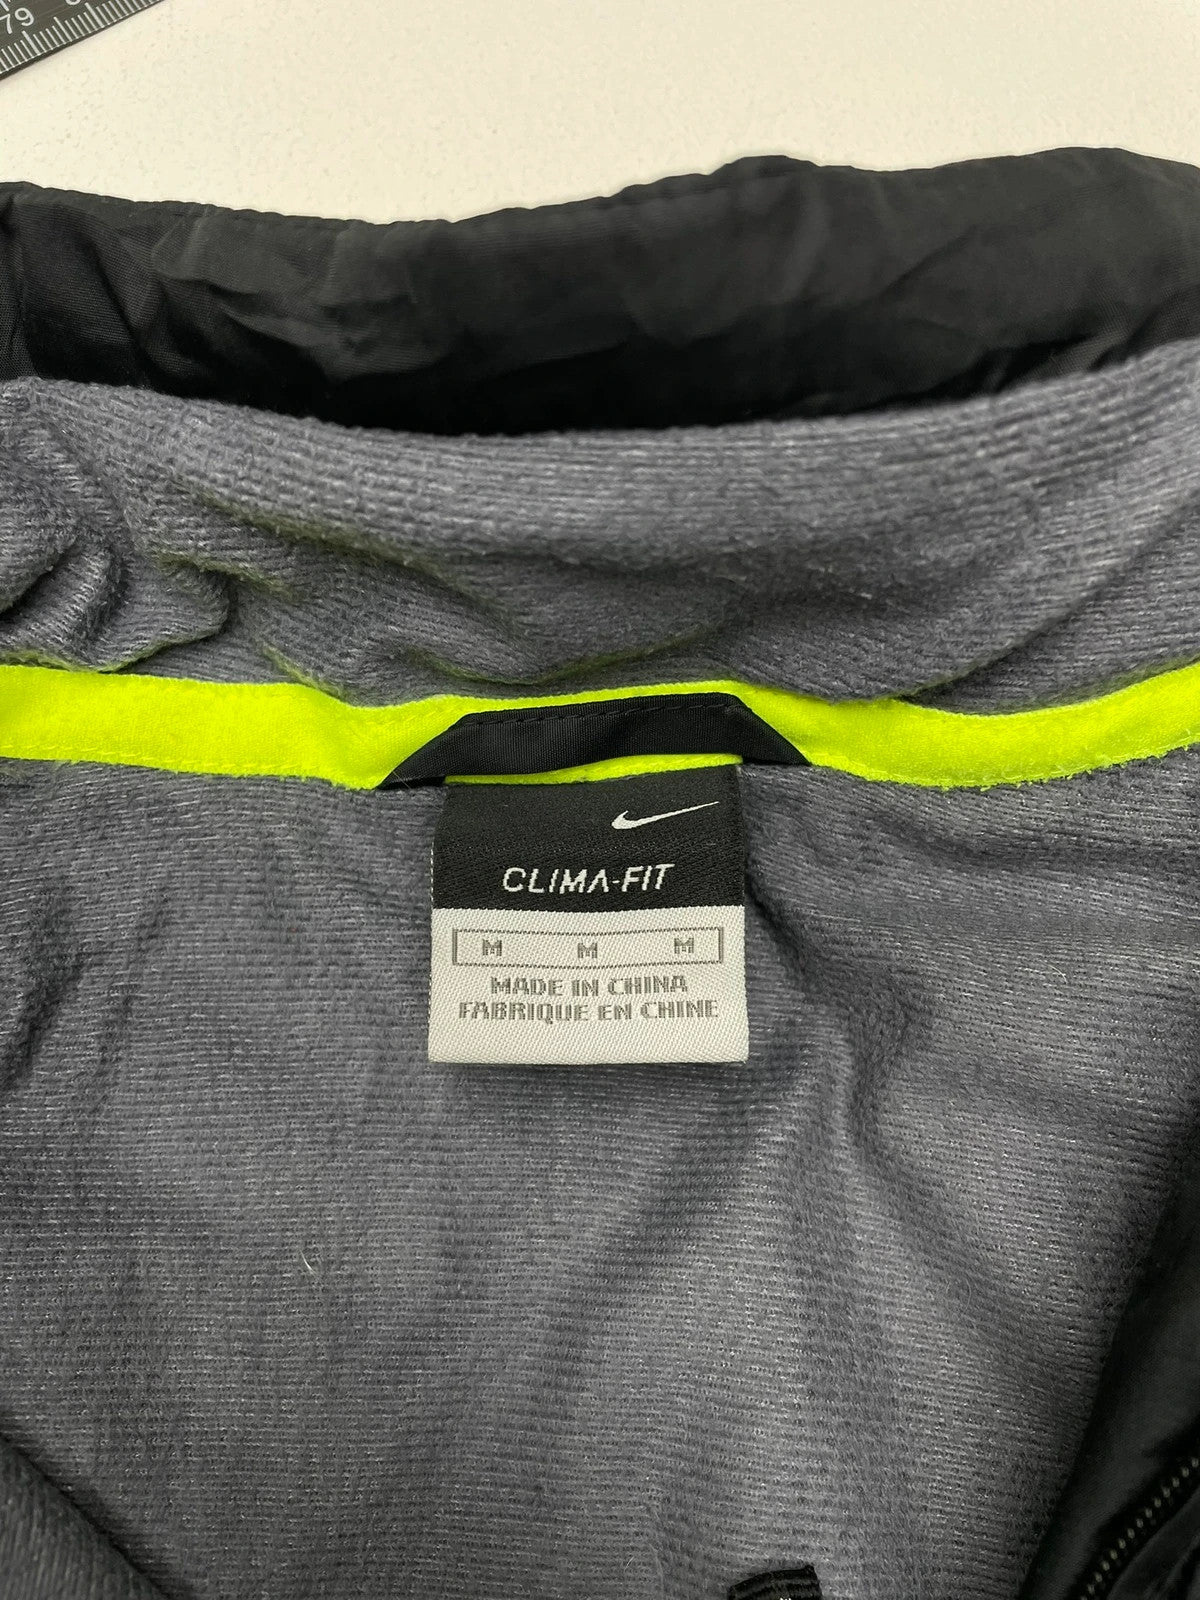 79
CLIMA-FIT
M M M
MADE IN CHINA
FABRIQUE EN CHINE